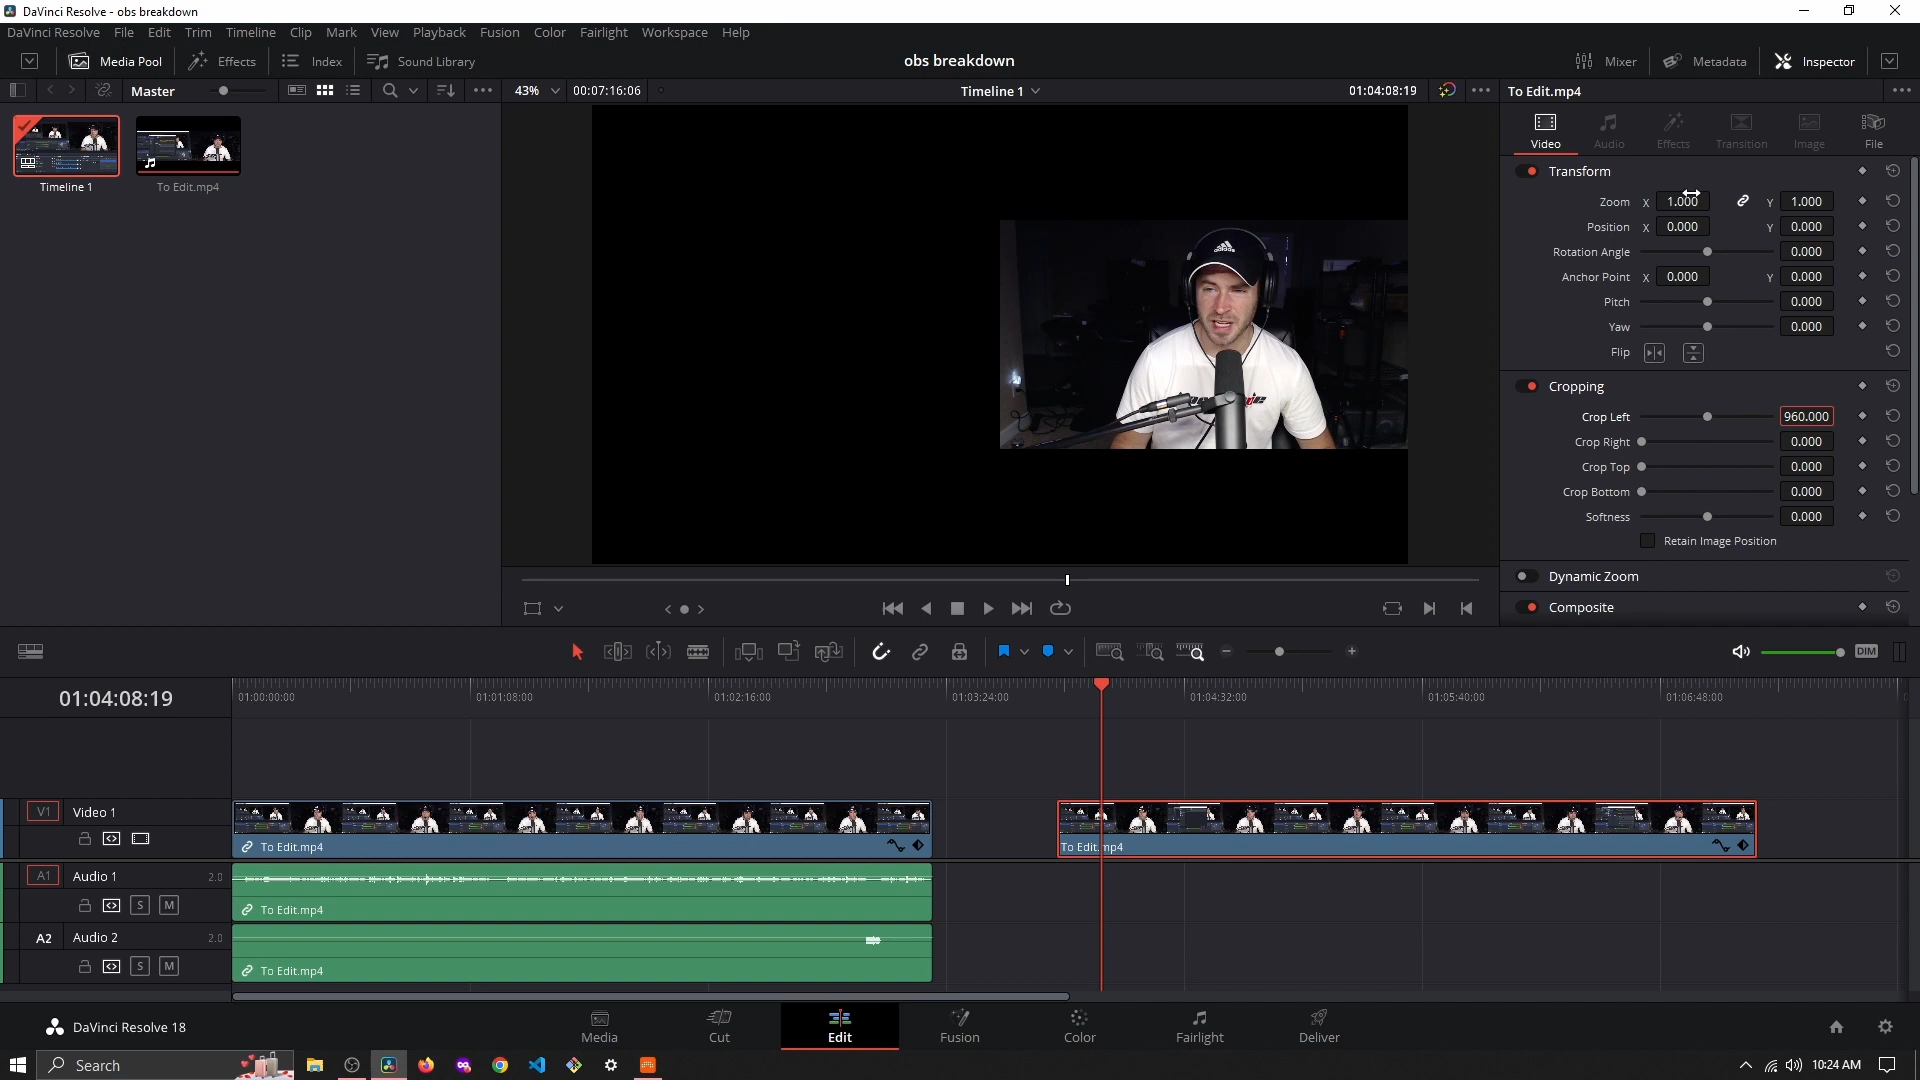 DaVinci Resolve - obs breakdown
DaVinci Resolve File Edit Trim Timeline Clip Mark View Playback Fusion Color Fairlight Workspace Help
Media Pool Effects Index Sound Library obs breakdown Mixer Metadata Inspector
Master 43% 00:07:16:06 Timeline 1 01:04:08:19 To Edit.mp4
Timeline 1 To Edit.mp4
Video Audio Effects Transition Image File
Transform
Zoom X 1.000 Y 1.000
Position X 0.000 Y 0.000
Rotation Angle 0.000
Anchor Point X 0.000 Y 0.000
Pitch 0.000
Yaw 0.000
Flip
Cropping
Crop Left 960.000
Crop Right 0.000
Crop Top 0.000
Crop Bottom 0.000
Softness 0.000
Retain Image Position
Dynamic Zoom
Composite
adidas
DIM
01:04:08:19 01:00:00:00 01:01:08:00 01:02:16:00 01:03:24:00 01:04:32:00 01:05:40:00 01:06:48:00
V1 Video 1
To Edit.mp4 To Edit.mp4
A1 Audio 1 2.0
S M To Edit.mp4
A2 Audio 2 2.0
S M To Edit.mp4
DaVinci Resolve 18 Media Cut Edit Fusion Color Fairlight Deliver
Search 10:24 AM